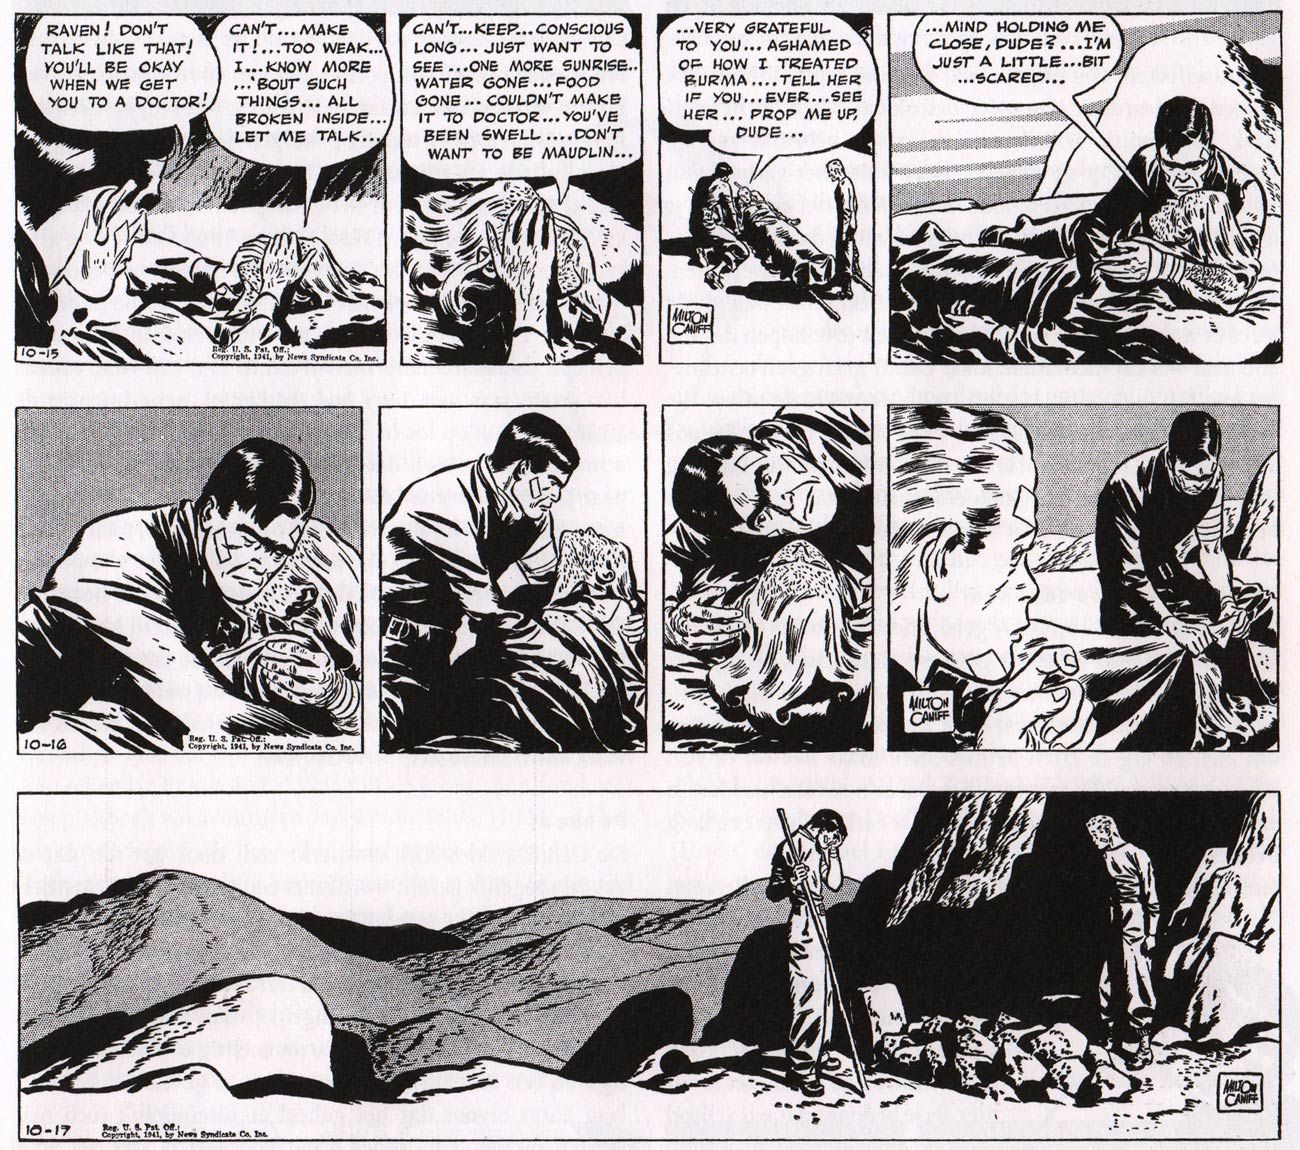 RAVEN! DON'T
TALK LIKE THAT!
YOU'LL BE OKAY
WHEN WE GET
YOU TO A DOCTOR!
CAN'T...MAKE
IT!...TOO WEAK...
I...KNOW MORE
...'BOUT SUCH
THINGS... ALL
BROKEN INSIDE...
LET ME TALK...
10-15
Reg. U. S. Pat. Off.:
Copyright, 1941, by News Syndicate Co. Inc.
CAN'T...KEEP...CONSCIOUS
LONG... JUST WANT TO
SEE...ONE MORE SUNRISE..
WATER GONE...FOOD
GONE... COULDN'T MAKE
IT TO DOCTOR...YOU'VE
BEEN SWELL... DON'T
WANT TO BE MAUDLIN...
...VERY GRATEFUL
TO YOU...ASHAMED
OF HOW I TREATED
BURMA...TELL HER
IF YOU...EVER...SEE
HER... PROP ME UP,
DUDE...
MILTON
CANIFF
...MIND HOLDING ME
CLOSE, DUDE?...I'M
JUST A LITTLE...BIT
...SCARED...
10-16
Reg. U. S. Pat. Off.:
Copyright, 1941, by News Syndicate Co. Inc.
MILTON
CANIFF
10-17
Reg. U. S. Pat. Off.:
Copyright, 1941, by News Syndicate Co. Inc.
MILTON
CANIFF